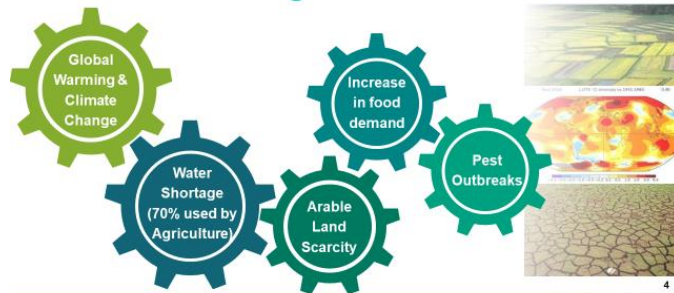 Global
Warming &
Climate
Change
Water
Shortage
(70% used by
Agriculture)
Arable
Land
Scarcity
Increase
in food
demand
Pest
Outbreaks
4